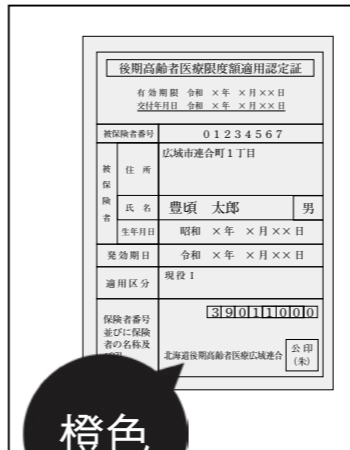 後期高齢者医療限度額適用認定証
有効期限 令和 ×年 ×月××日
交付年月日 令和 ×年 ×月××日
被保険者番号 01234567
被保険者
住所 広域市連合町1丁目
氏名 豊頃 太郎 男
生年月日 昭和 ×年 ×月××日
発効期日 令和 ×年 ×月××日
適用区分 現役Ⅰ
39011000
保険者番号
並びに保険
者の名称及
北海道後期高齢者医療広域連合
公印
(朱)
橙色